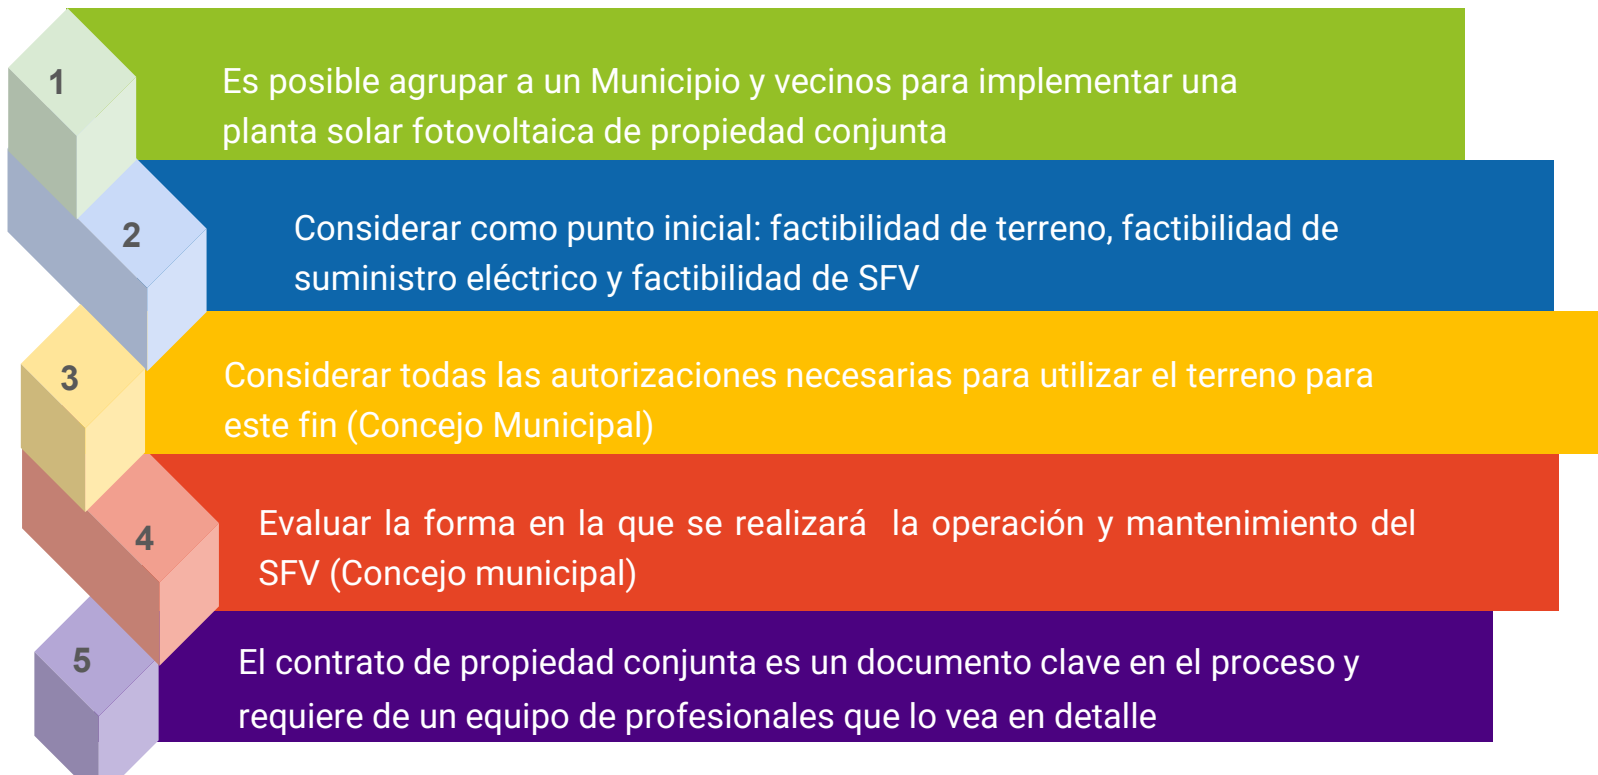 1
Es posible agrupar a un Municipio y vecinos para implementar una
planta solar fotovoltaica de propiedad conjunta
2
Considerar como punto inicial: factibilidad de terreno, factibilidad de
suministro eléctrico y factibilidad de SFV
3
Considerar todas las autorizaciones necesarias para utilizar el terreno para
este fin (Concejo Municipal)
4
Evaluar la forma en la que se realizará la operación y mantenimiento del
SFV (Concejo municipal)
5
El contrato de propiedad conjunta es un documento clave en el proceso y
requiere de un equipo de profesionales que lo vea en detalle